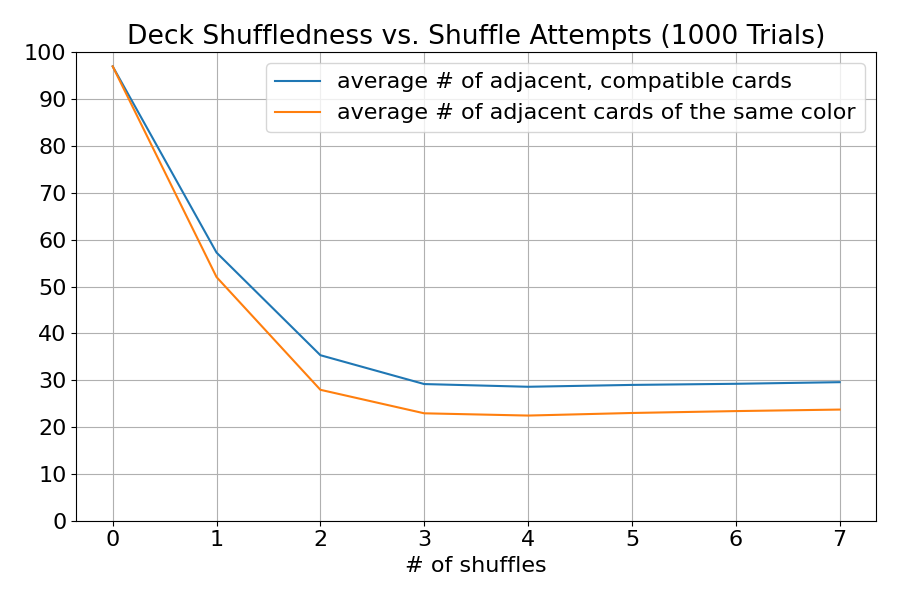 Deck Shuffledness vs. Shuffle Attempts (1000 Trials)
100
90
80
70
60
50
40
30
20
10
0
average # of adjacent, compatible cards
average # of adjacent cards of the same color
0 1 2 3 4 5 6 7
# of shuffles